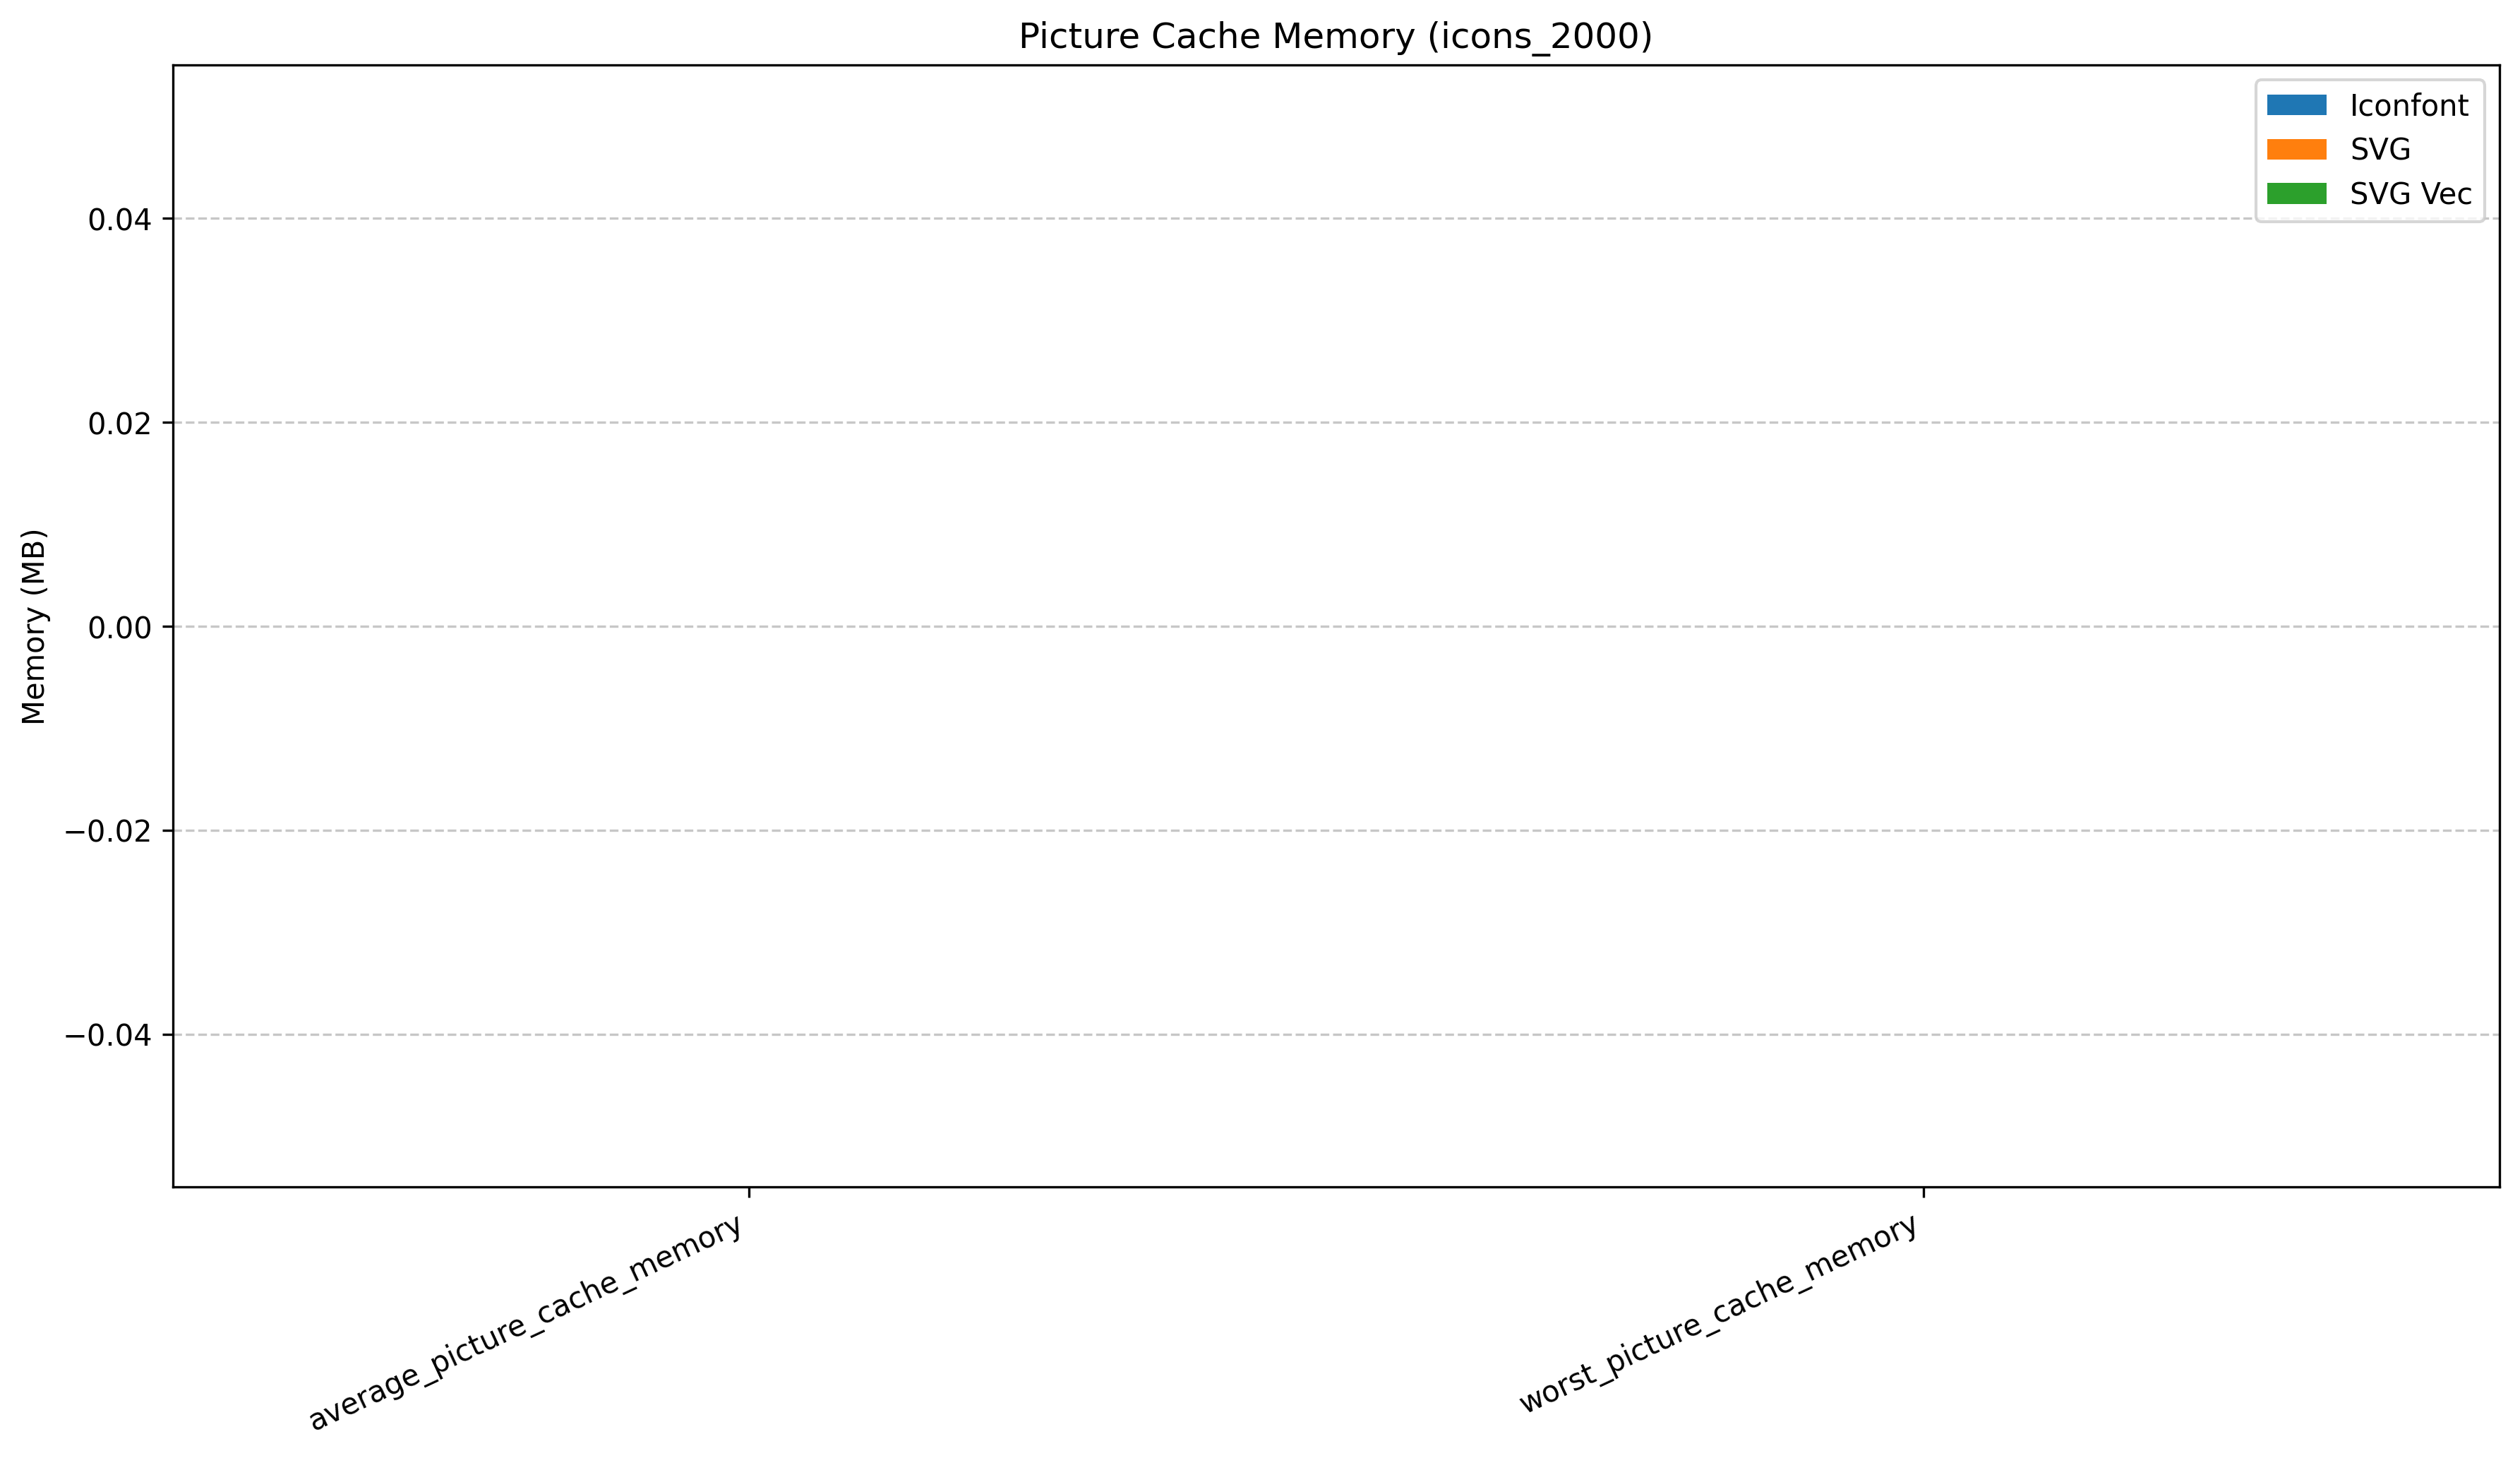 Picture Cache Memory (icons_2000)
Iconfont
SVG
SVG Vec
Memory (MB)
0.04
0.02
0.00
−0.02
−0.04
average_picture_cache_memory
worst_picture_cache_memory